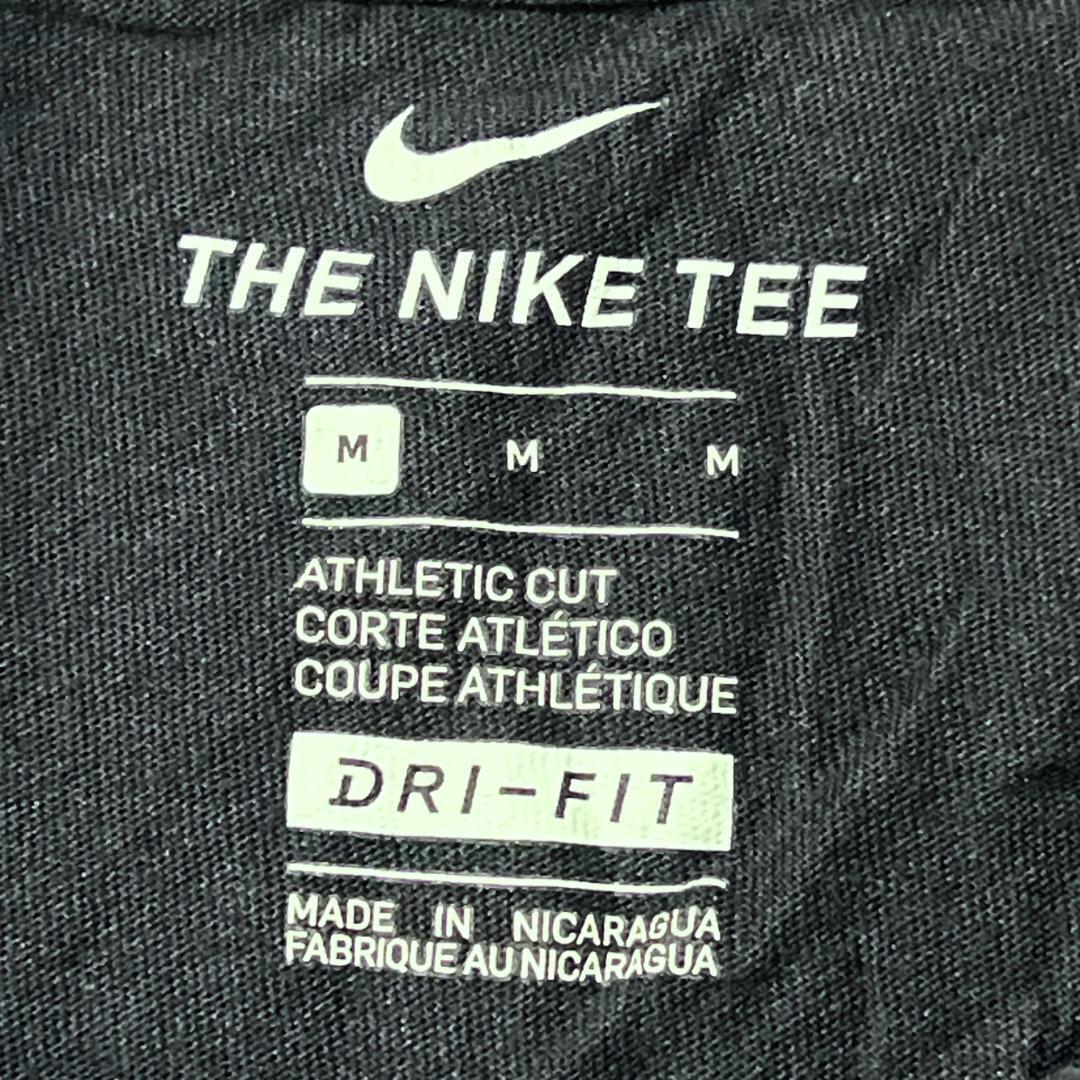 THE NIKE TEE
M M M
ATHLETIC CUT
CORTE ATLÉTICO
COUPE ATHLÉTIQUE
DRI-FIT
MADE IN NICARAGUA
FABRIQUE AU NICARAGUA